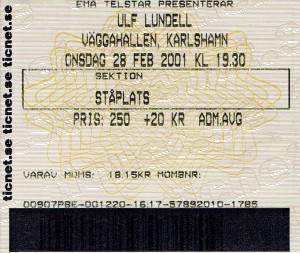 EMA TELSTAR PRESENTERAR
ULF LUNDELL
VÄGGAHALLEN, KARLSHAMN
ONSDAG 28 FEB 2001 KL 19.30
SEKTION
STÅPLATS
PRIS: 250 +20 KR ADM.AVG
VARAV MOMS: 18.15KR MOMSNR:
00907PBE-001220-16:17-57892010-1785
ticnet.se ticnet.se ticnet.se